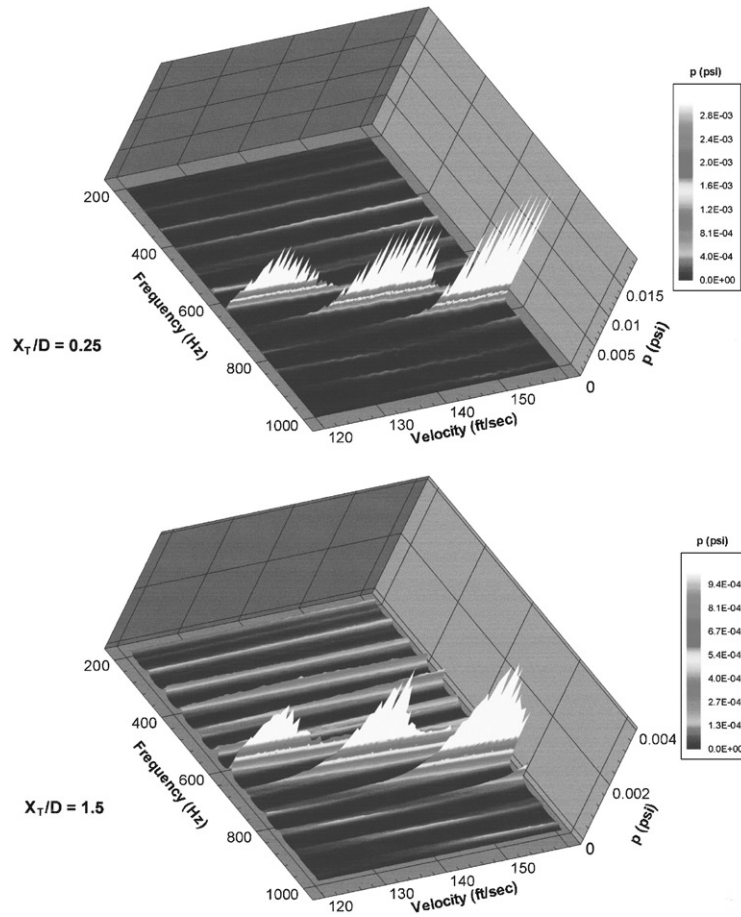 p (psi)
2.8E-03
2.4E-03
2.0E-03
1.6E-03
1.2E-03
8.1E-04
4.0E-04
0.0E+00
200
400
600
800
1000
Frequency (Hz)
X_T/D = 0.25
120
130
140
150
Velocity (ft/sec)
0.015
0.01
0.005
0
p (psi)
p (psi)
9.4E-04
8.1E-04
6.7E-04
5.4E-04
4.0E-04
2.7E-04
1.3E-04
0.0E+00
200
400
600
800
1000
Frequency (Hz)
X_T/D = 1.5
120
130
140
150
Velocity (ft/sec)
0.004
0.002
0
p (psi)